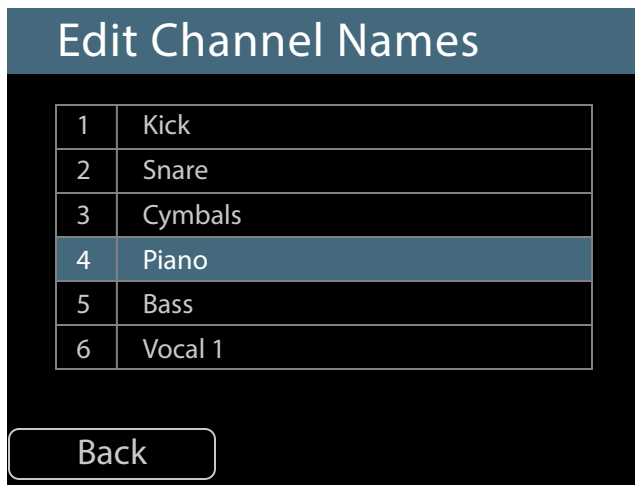 Edit Channel Names
1 Kick
2 Snare
3 Cymbals
4 Piano
5 Bass
6 Vocal 1
Back